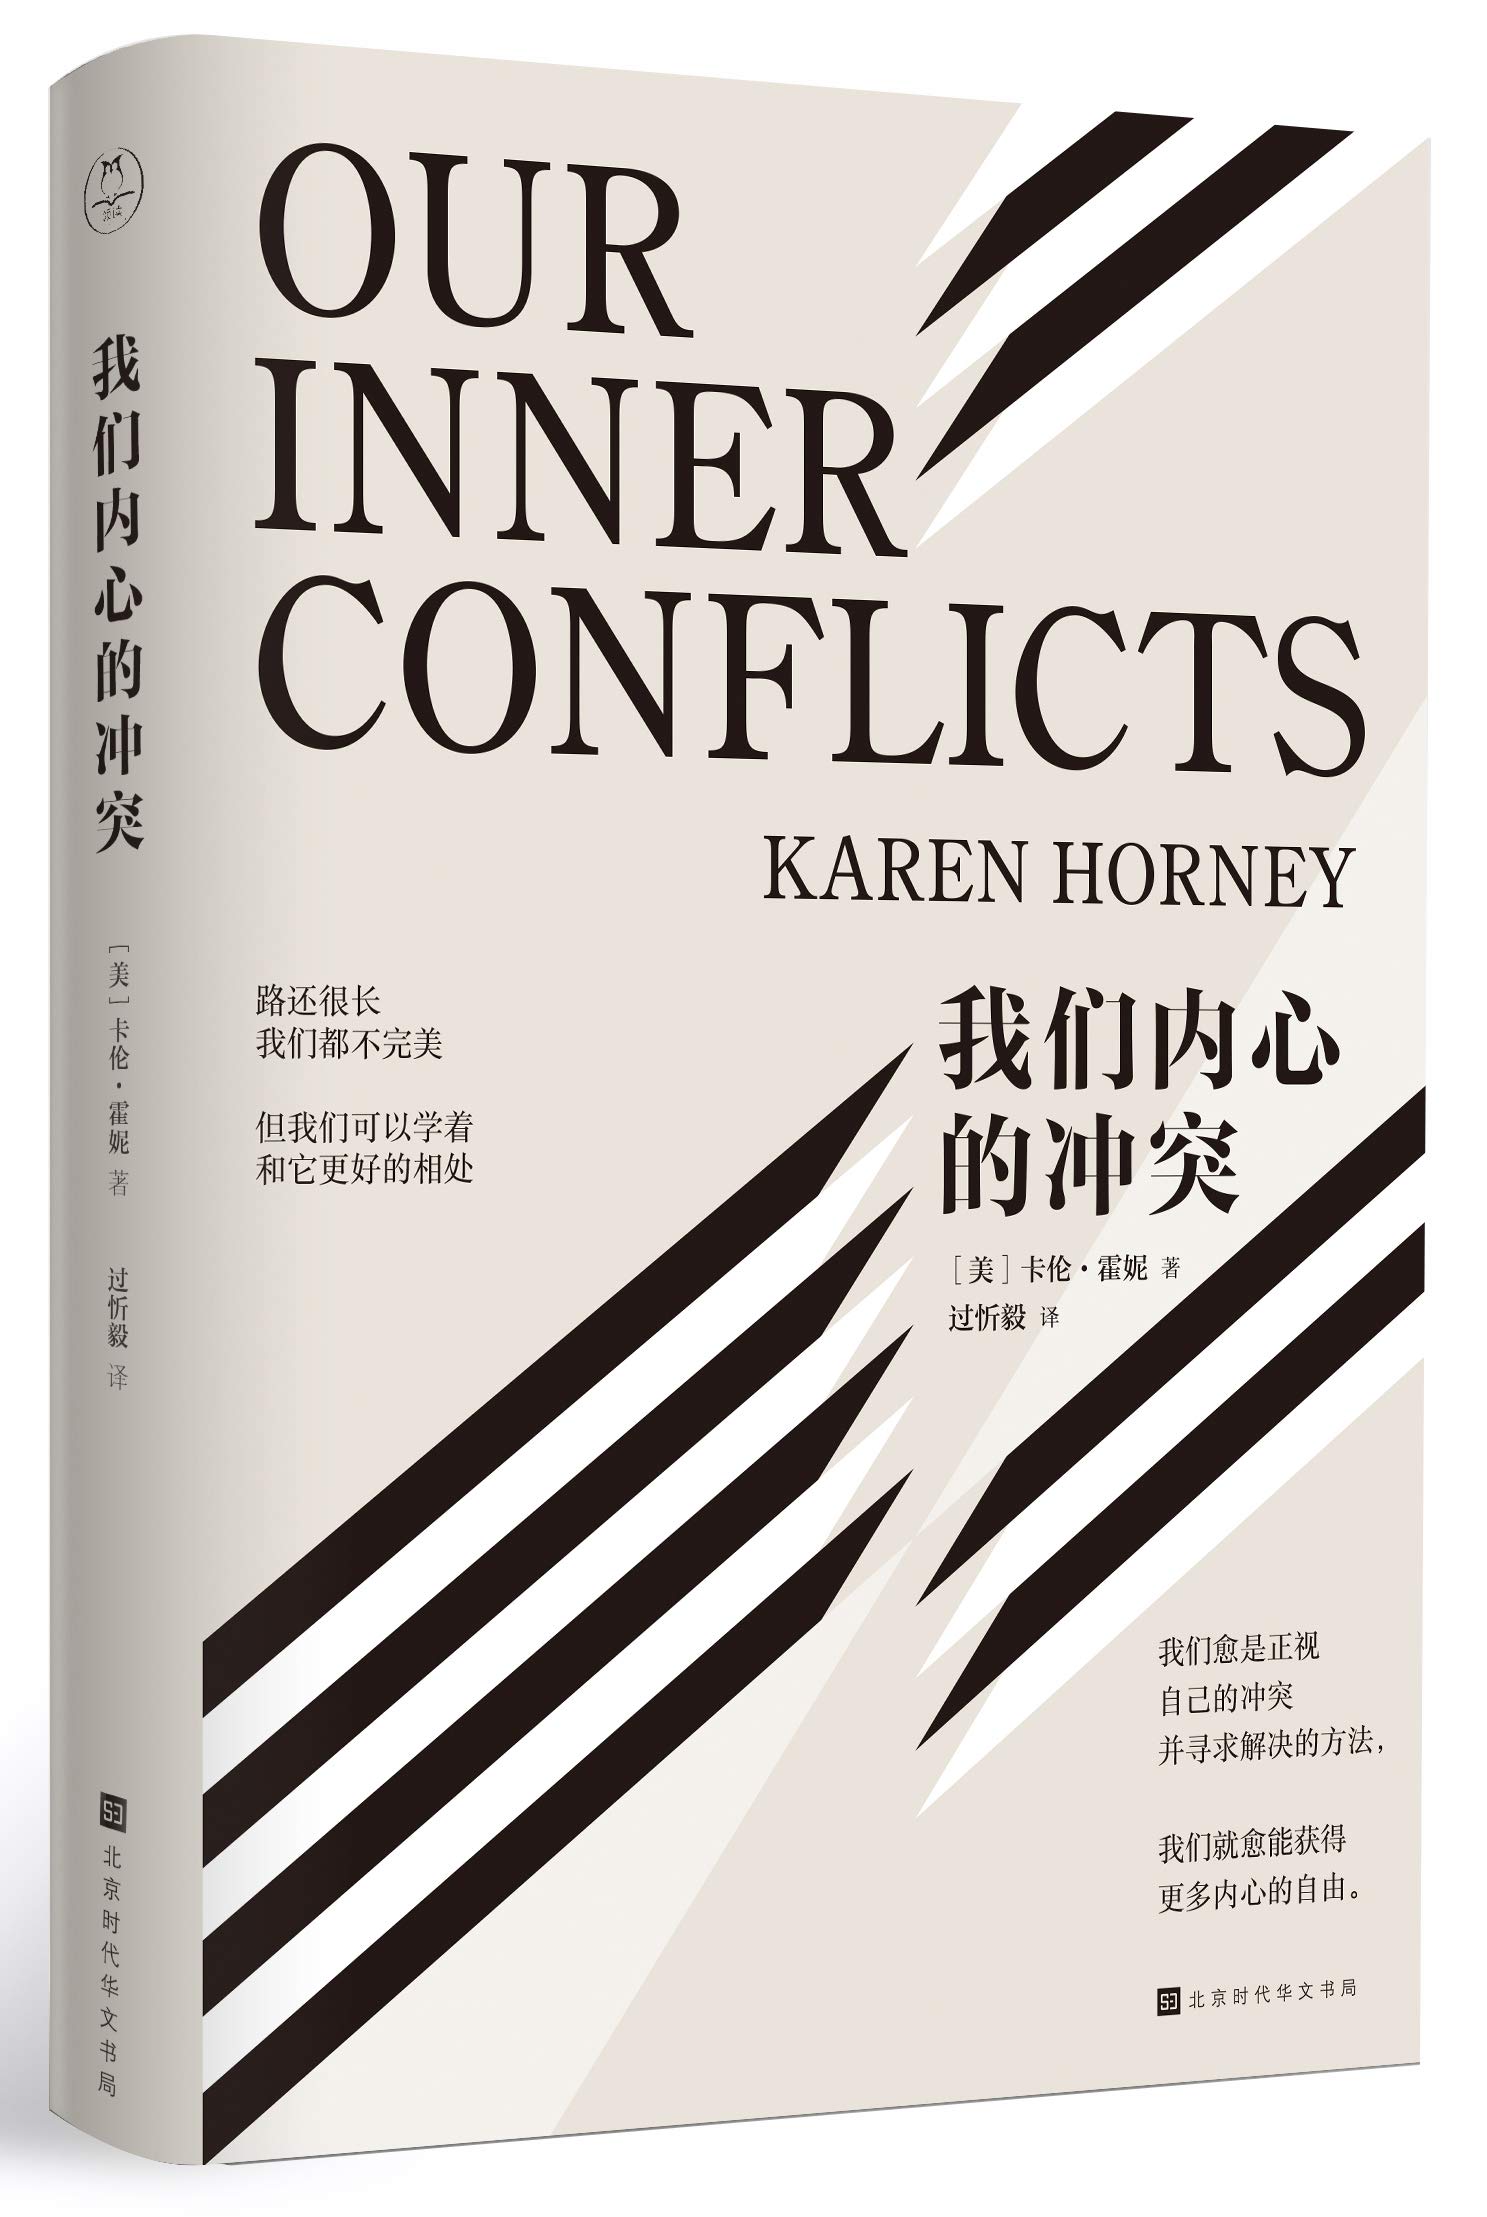 领读
我们内心的冲突
[美]卡伦·霍妮 著
过忻毅 译
北京时代华文书局
OUR
INNER
CONFLICTS
KAREN HORNEY
路还很长
我们都不完美
但我们可以学着
和它更好的相处
我们内心
的冲突
[美]卡伦·霍妮 著
过忻毅 译
我们愈是正视
自己的冲突
并寻求解决的方法，
我们就愈能获得
更多内心的自由。
北京时代华文书局